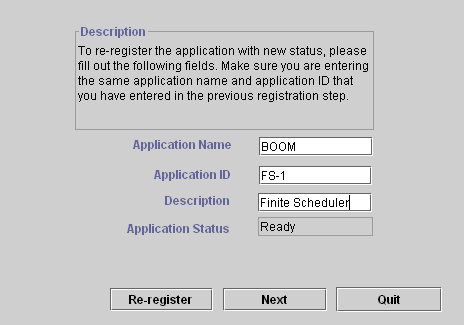 Description
To re-register the application with new status, please
fill out the following fields. Make sure you are entering
the same application name and application ID that
you have entered in the previous registration step.
Application Name BOOM
Application ID FS-1
Description Finite Scheduler
Application Status Ready
Re-register Next Quit